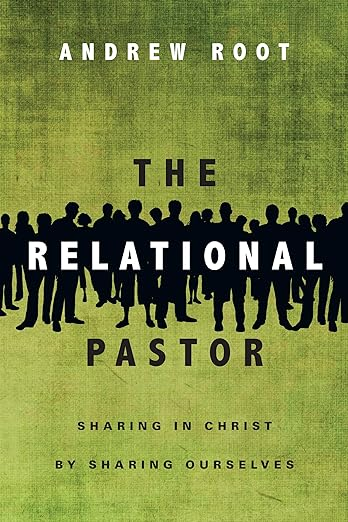 ANDREW ROOT
THE
RELATIONAL
PASTOR
SHARING IN CHRIST
BY SHARING OURSELVES